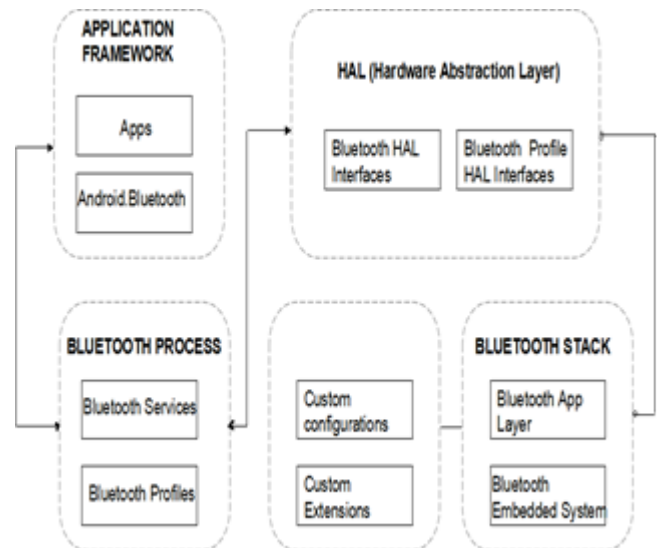 APPLICATION
FRAMEWORK
Apps
Android.Bluetooth
HAL (Hardware Abstraction Layer)
Bluetooth HAL
Interfaces
Bluetooth Profile
HAL Interfaces
BLUETOOTH PROCESS
Bluetooth Services
Bluetooth Profiles
Custom
configurations
Custom
Extensions
BLUETOOTH STACK
Bluetooth App
Layer
Bluetooth
Embedded System